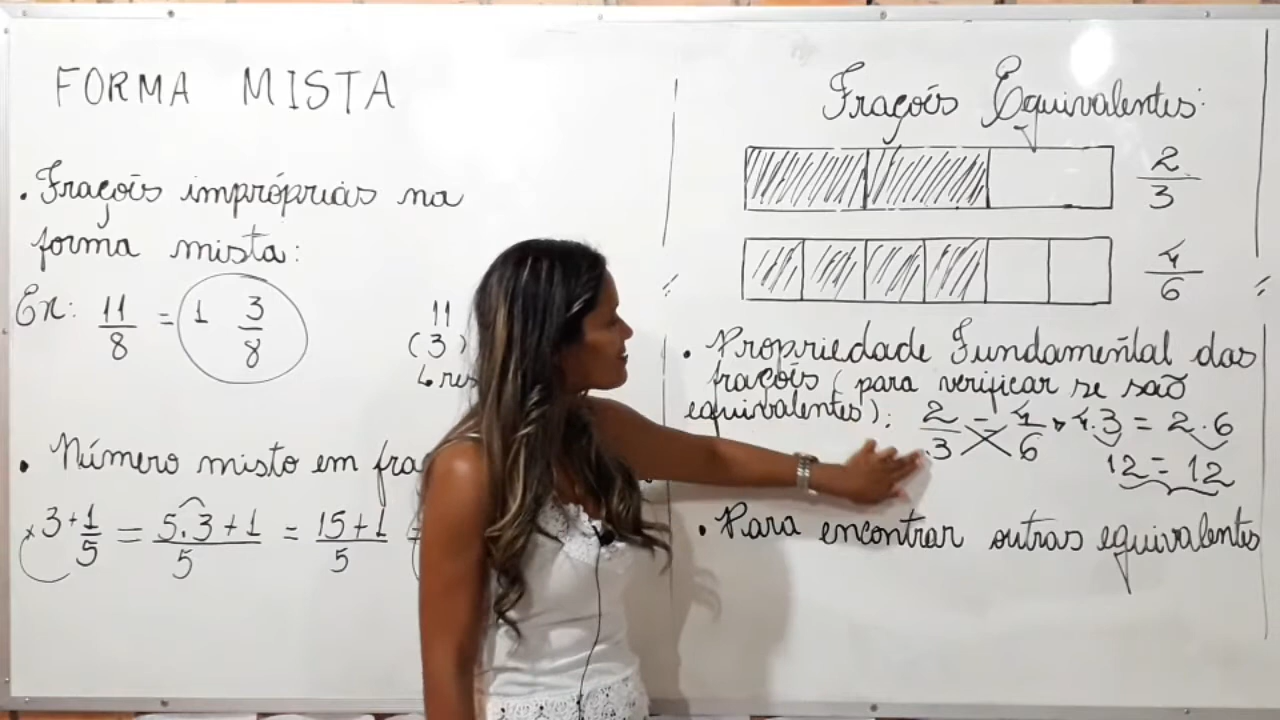 FORMA MISTA
. Frações impróprias na
forma mista:
Ex: 11/8 = 1 3/8
11
(3)
. Número misto em
3 + 1/5 = 5.3+1/5 = 15+1/5 =
Frações Equivalentes:
2/3
4/6
. Propriedade Fundamental das
frações (para verificar se são
equivalentes): 2/3 = 4/6 4.3 = 2.6
12 = 12
. Para encontrar outras equivalentes